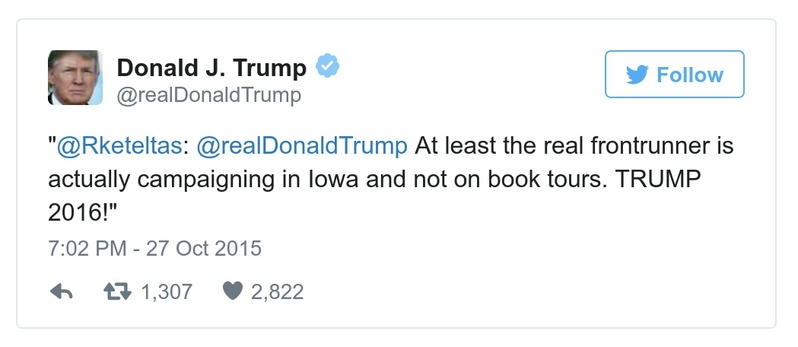 Donald J. Trump
@realDonaldTrump
Follow
"@Rketeltas: @realDonaldTrump At least the real frontrunner is
actually campaigning in Iowa and not on book tours. TRUMP
2016!"
7:02 PM - 27 Oct 2015
1,307 2,822